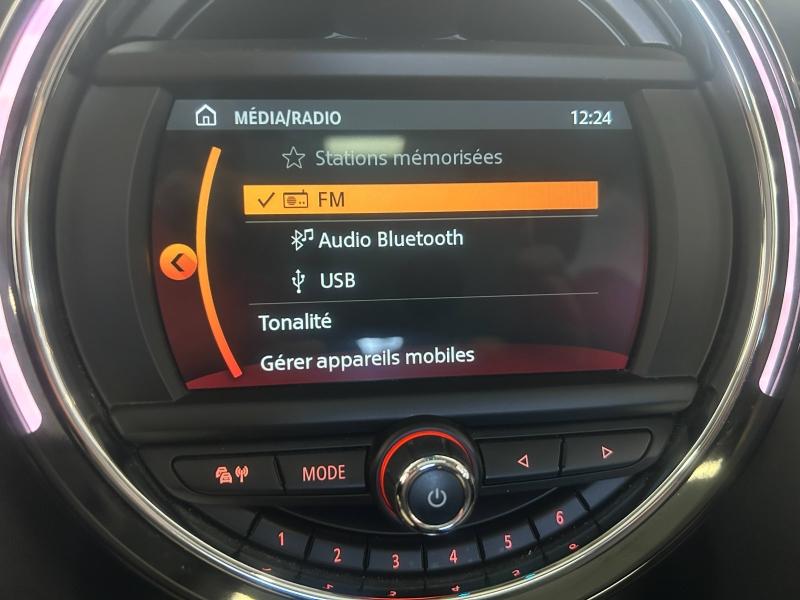 MÉDIA/RADIO 12:24
Stations mémorisées
FM
Audio Bluetooth
USB
Tonalité
Gérer appareils mobiles
MODE
1 2 3 4 5 6